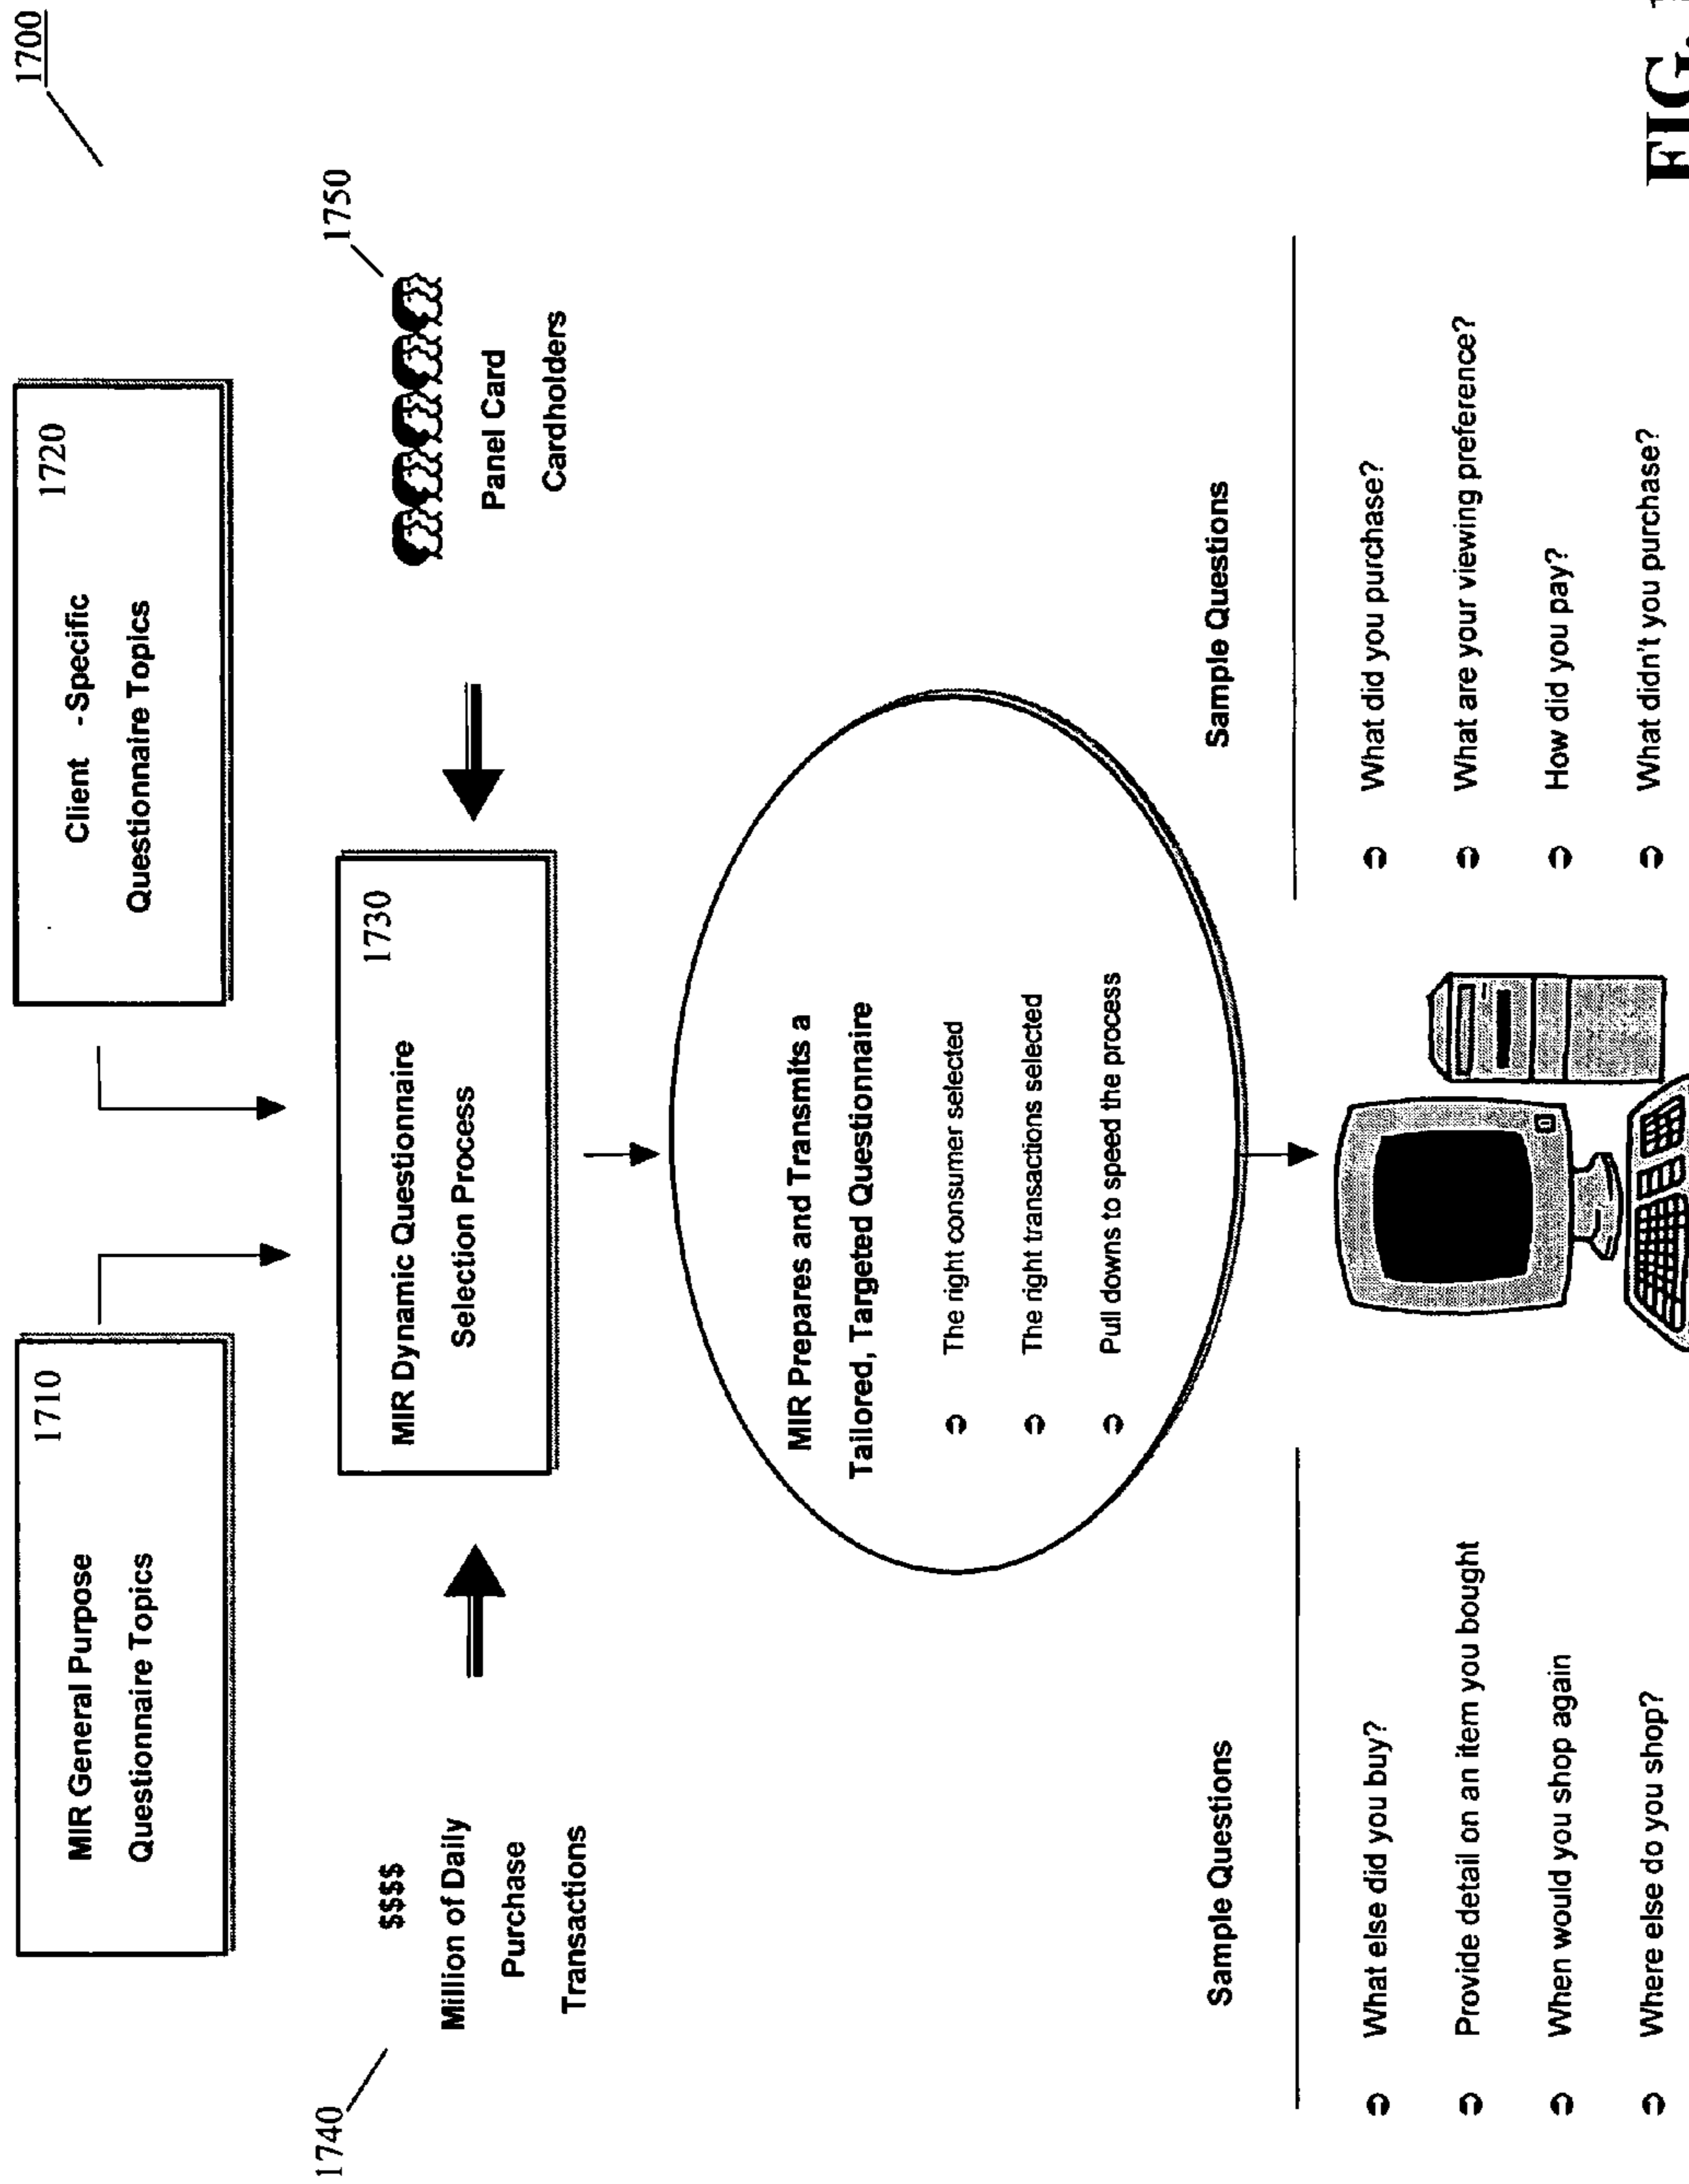 1700
1710
MIR General Purpose
Questionnaire Topics
1720
Client -Specific
Questionnaire Topics
1740
$$$$
Million of Daily
Purchase
Transactions
1730
MIR Dynamic Questionnaire
Selection Process
1750
Panel Card
Cardholders
MIR Prepares and Transmits a
Tailored, Targeted Questionnaire
➲ The right consumer selected
➲ The right transactions selected
➲ Pull downs to speed the process
Sample Questions
➲ What else did you buy?
➲ Provide detail on an item you bought
➲ When would you shop again
➲ Where else do you shop?
Sample Questions
➲ What did you purchase?
➲ What are your viewing preference?
➲ How did you pay?
➲ What didn't you purchase?
FIG.